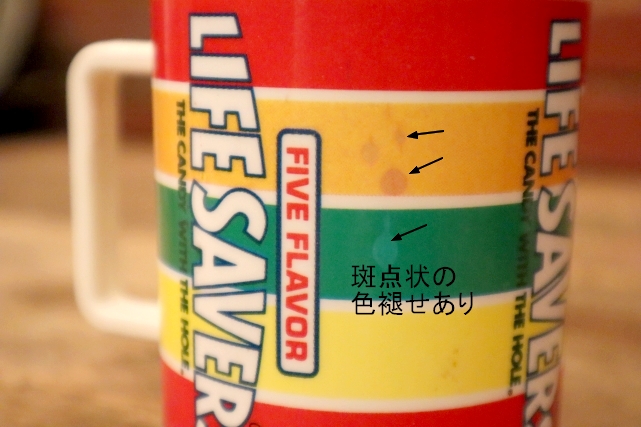 LIFE SAVERS
THE CANDY WITH THE HOLE.
FIVE FLAVOR
斑点状の
色褪せあり
LIFE SAVERS
THE CANDY WITH THE HOLE.